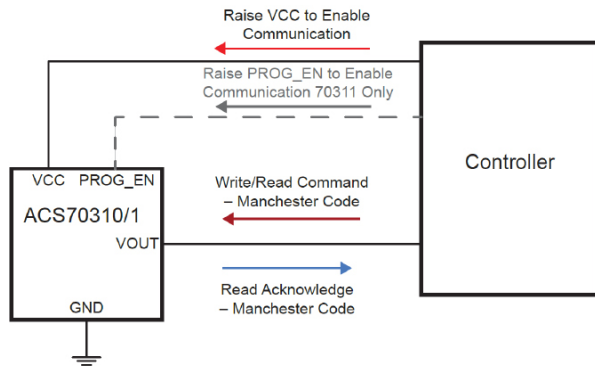 Raise VCC to Enable
Communication
Raise PROG_EN to Enable
Communication 70311 Only
Controller
VCC PROG_EN
ACS70310/1
VOUT
GND
Write/Read Command
– Manchester Code
Read Acknowledge
– Manchester Code